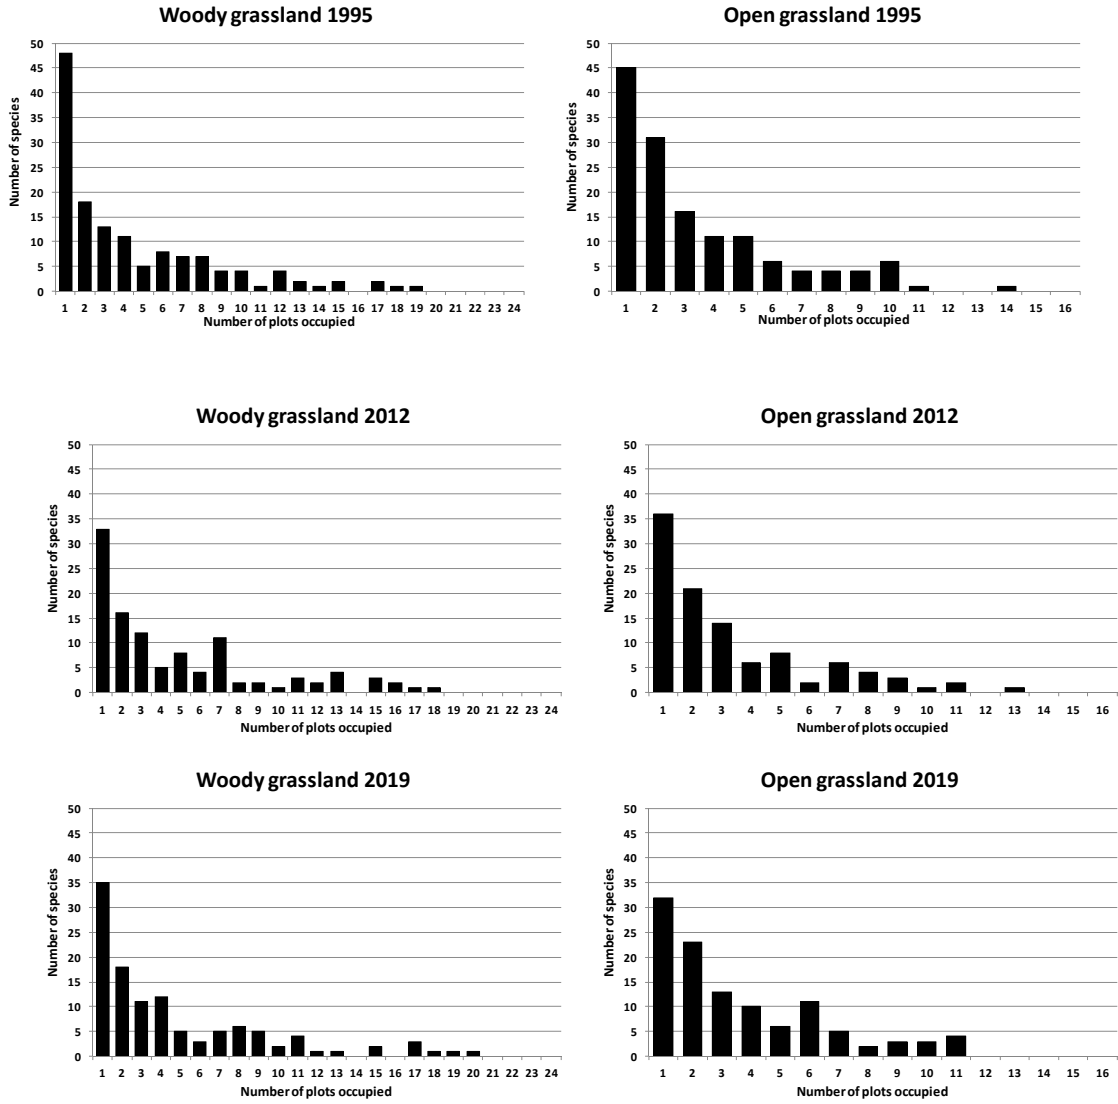 Woody grassland 1995
50
45
40
35
30
25
20
15
10
5
0
Number of species
1 2 3 4 5 6 7 8 9 10 11 12 13 14 15 16 17 18 19 20 21 22 23 24
Number of plots occupied
Open grassland 1995
50
45
40
35
30
25
20
15
10
5
0
Number of species
1 2 3 4 5 6 7 8 9 10 11 12 13 14 15 16
Number of plots occupied
Woody grassland 2012
50
45
40
35
30
25
20
15
10
5
0
Number of species
1 2 3 4 5 6 7 8 9 10 11 12 13 14 15 16 17 18 19 20 21 22 23 24
Number of plots occupied
Open grassland 2012
50
45
40
35
30
25
20
15
10
5
0
Number of species
1 2 3 4 5 6 7 8 9 10 11 12 13 14 15 16
Number of plots occupied
Woody grassland 2019
50
45
40
35
30
25
20
15
10
5
0
Number of species
1 2 3 4 5 6 7 8 9 10 11 12 13 14 15 16 17 18 19 20 21 22 23 24
Number of plots occupied
Open grassland 2019
50
45
40
35
30
25
20
15
10
5
0
Number of species
1 2 3 4 5 6 7 8 9 10 11 12 13 14 15 16
Number of plots occupied